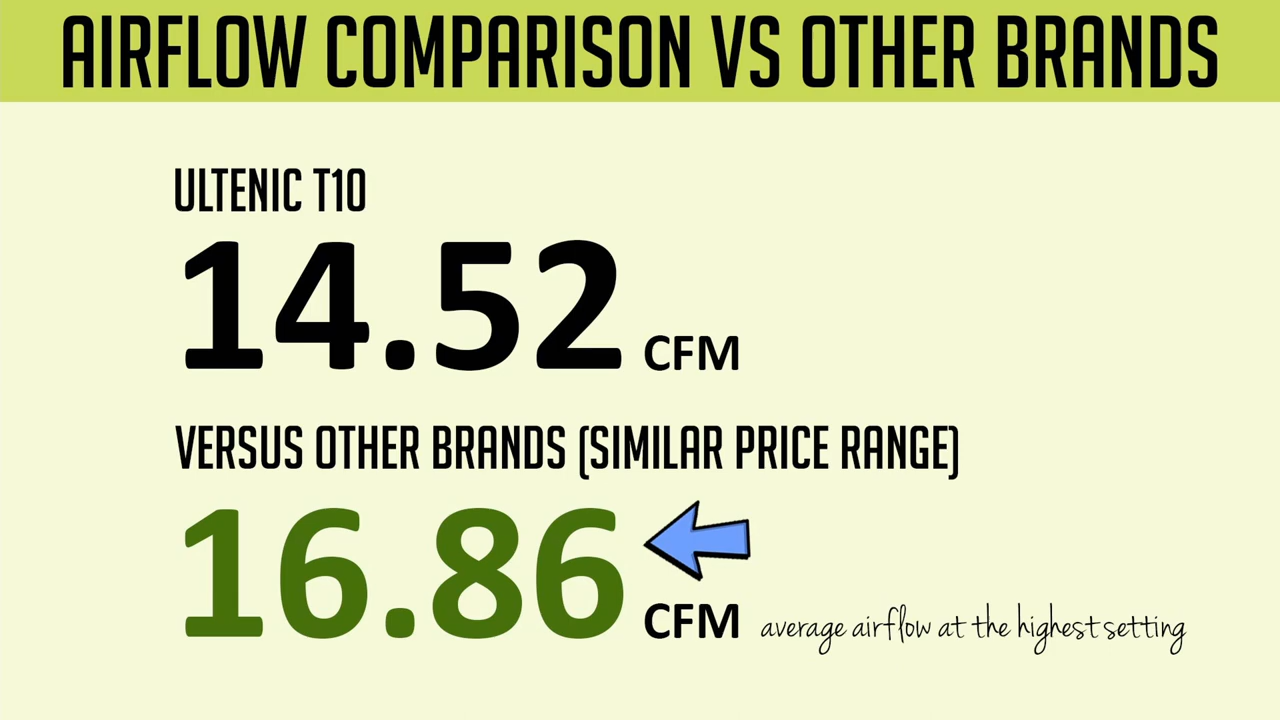 AIRFLOW COMPARISON VS OTHER BRANDS
ULTENIC T10
14.52 CFM
VERSUS OTHER BRANDS (SIMILAR PRICE RANGE)
16.86 CFM average airflow at the highest setting